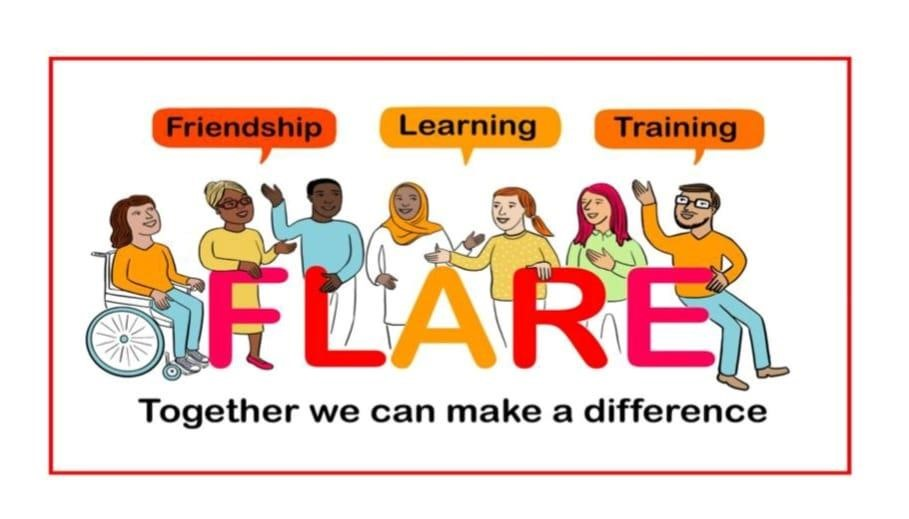 Friendship
Learning
Training
FLARE
Together we can make a difference